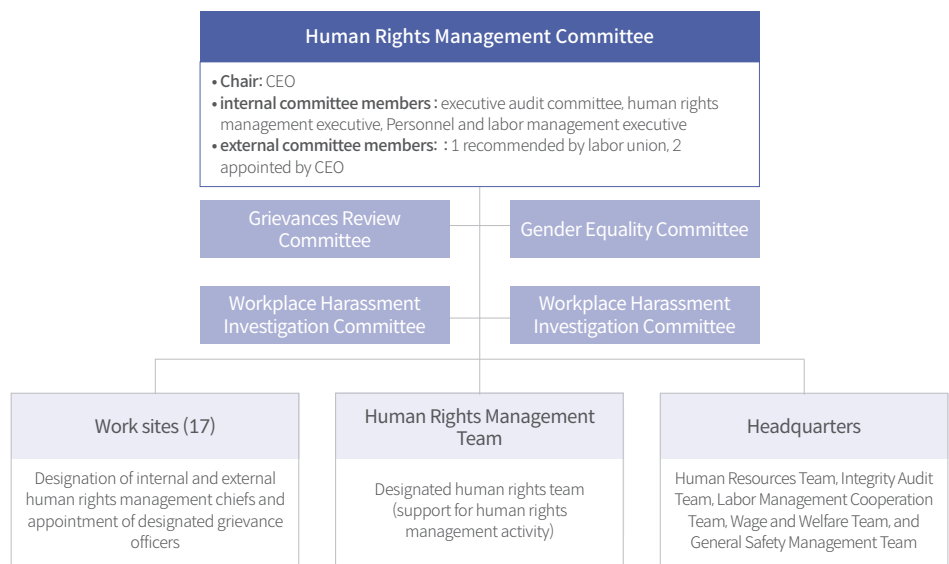 Human Rights Management Committee
• Chair: CEO
• internal committee members : executive audit committee, human rights
management executive, Personnel and labor management executive
• external committee members: : 1 recommended by labor union, 2
appointed by CEO
Grievances Review
Committee
Gender Equality Committee
Workplace Harassment
Investigation Committee
Workplace Harassment
Investigation Committee
Work sites (17)
Designation of internal and external
human rights management chiefs and
appointment of designated grievance
officers
Human Rights Management
Team
Designated human rights team
(support for human rights
management activity)
Headquarters
Human Resources Team, Integrity Audit
Team, Labor Management Cooperation
Team, Wage and Welfare Team, and
General Safety Management Team